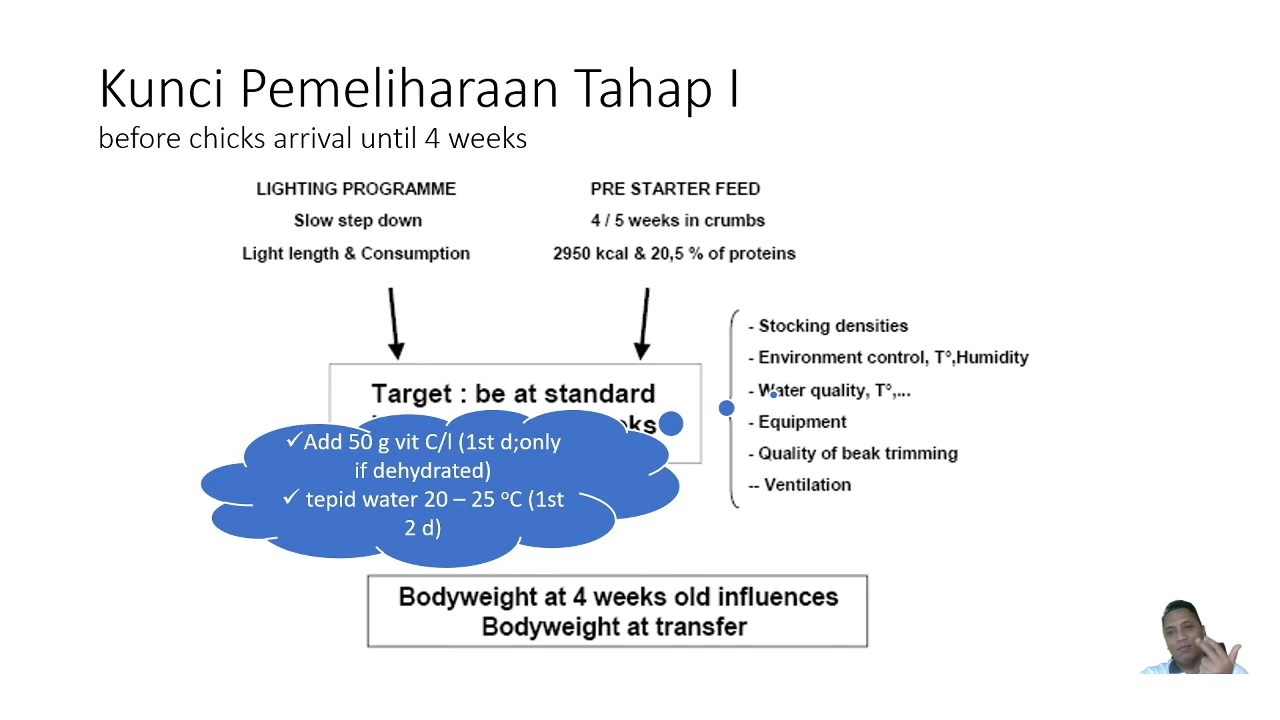 Kunci Pemeliharaan Tahap I
before chicks arrival until 4 weeks
LIGHTING PROGRAMME
Slow step down
Light length & Consumption
PRE STARTER FEED
4 / 5 weeks in crumbs
2950 kcal & 20,5 % of proteins
Target : be at standard
✓Add 50 g vit C/l (1st d;only
if dehydrated)
✓ tepid water 20 – 25 ᵒC (1st
2 d)
- Stocking densities
- Environment control, T°,Humidity
- Water quality, T°,...
- Equipment
- Quality of beak trimming
-- Ventilation
Bodyweight at 4 weeks old influences
Bodyweight at transfer